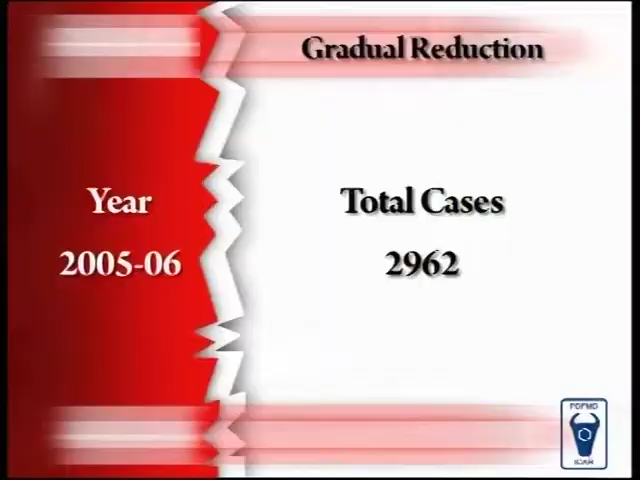 Gradual Reduction
Year
Total Cases
2005-06
2962
PDFMD
ICAR